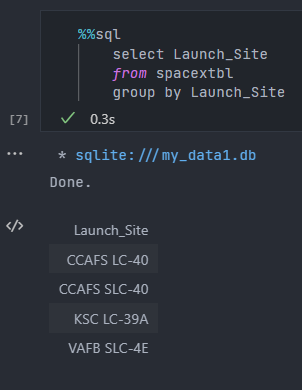 %%sql
select Launch_Site
from spacextbl
group by Launch_Site
[7]
0.3s
* sqlite:///my_data1.db
Done.
Launch_Site
CCAFS LC-40
CCAFS SLC-40
KSC LC-39A
VAFB SLC-4E